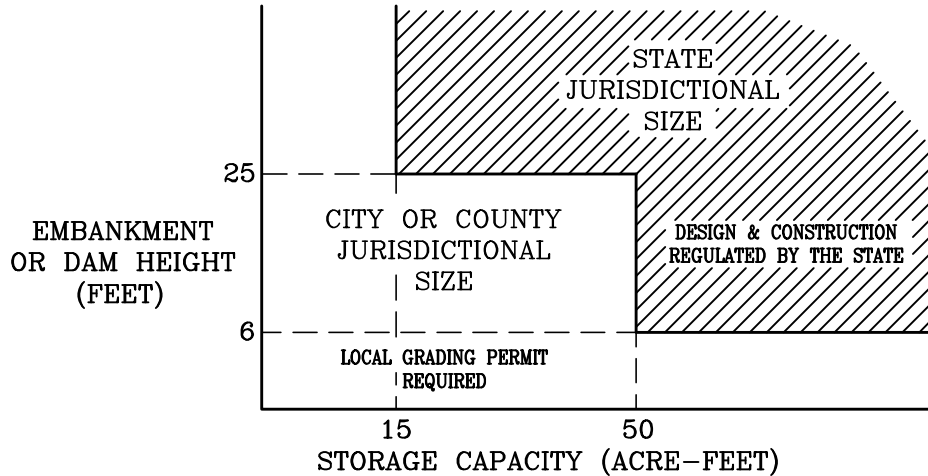 STATE
JURISDICTIONAL
SIZE
25
CITY OR COUNTY
JURISDICTIONAL
SIZE
DESIGN & CONSTRUCTION
REGULATED BY THE STATE
EMBANKMENT
OR DAM HEIGHT
(FEET)
6
LOCAL GRADING PERMIT
REQUIRED
15
50
STORAGE CAPACITY (ACRE-FEET)